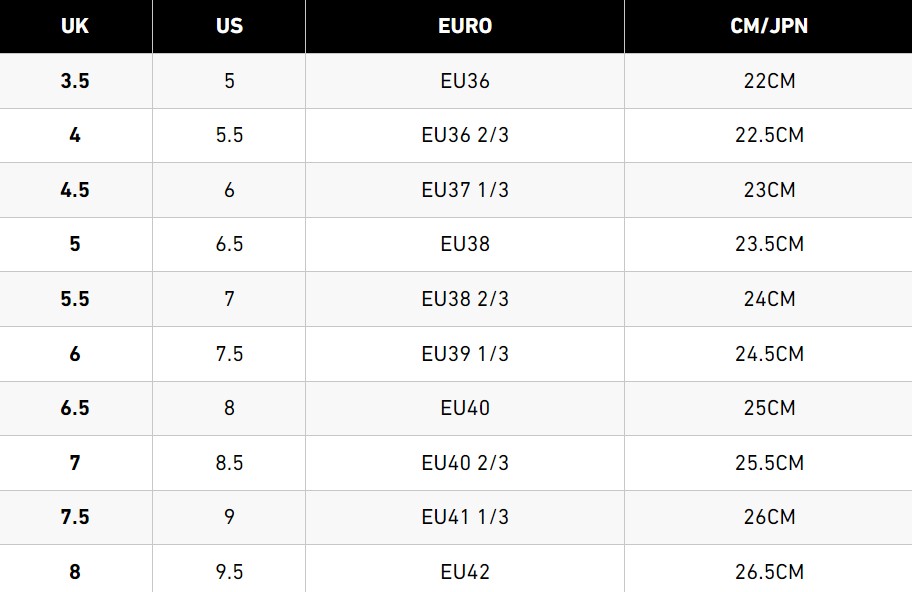 UK US EURO CM/JPN
3.5 5 EU36 22CM
4 5.5 EU36 2/3 22.5CM
4.5 6 EU37 1/3 23CM
5 6.5 EU38 23.5CM
5.5 7 EU38 2/3 24CM
6 7.5 EU39 1/3 24.5CM
6.5 8 EU40 25CM
7 8.5 EU40 2/3 25.5CM
7.5 9 EU41 1/3 26CM
8 9.5 EU42 26.5CM